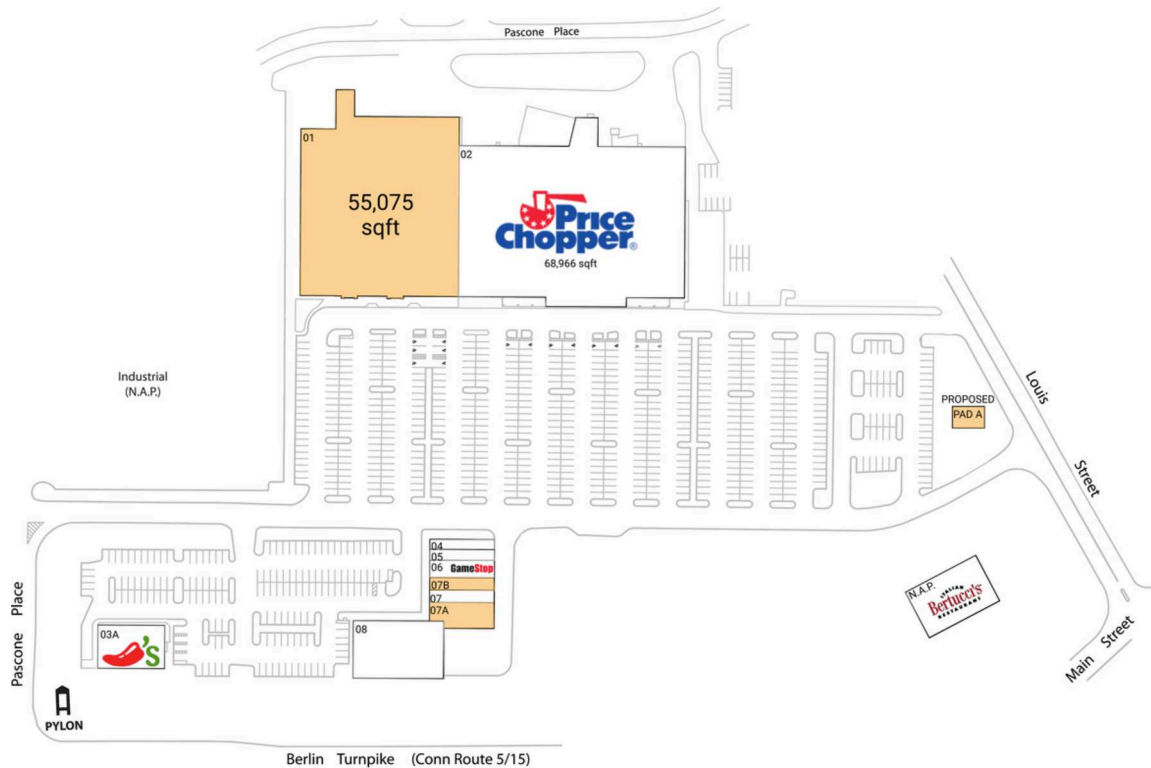 Pascone Place
01
02
55,075
sqft
Price
Chopper®
68,966 sqft
Industrial
(N.A.P.)
Louis Street
PROPOSED
PAD A
04
05
06 GameStop
07B
07
07A
08
03A
's
N.A.P.
ITALIAN
Bertucci's
RESTAURANT
Main Street
Pascone Place
PYLON
Berlin Turnpike (Conn Route 5/15)